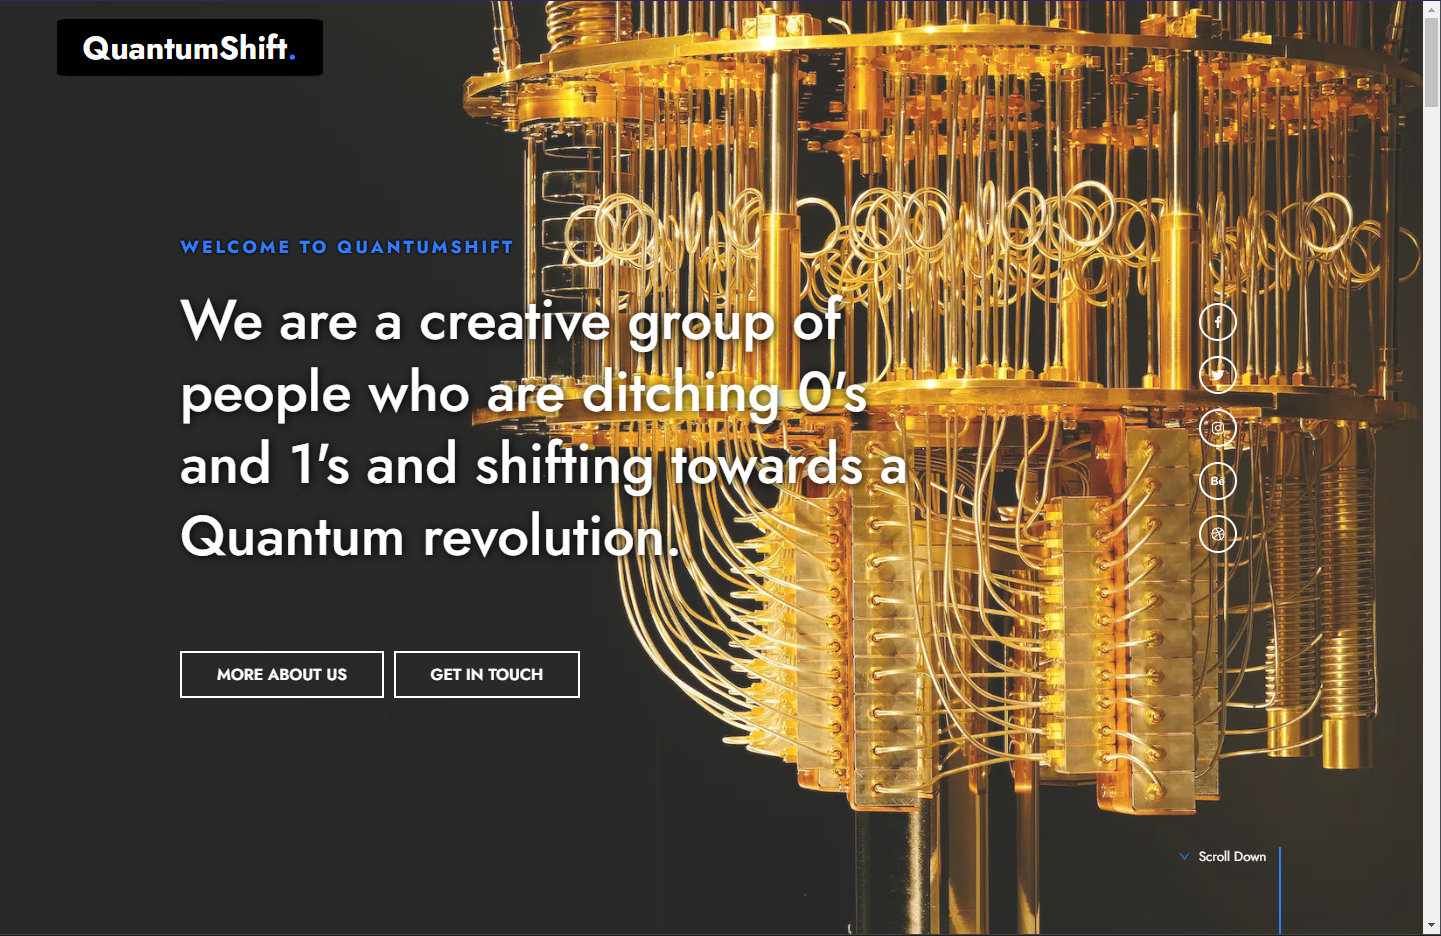 QuantumShift.
WELCOME TO QUANTUMSHIFT
We are a creative group of
people who are ditching 0's
and 1's and shifting towards a
Quantum revolution.
Bē
MORE ABOUT US
GET IN TOUCH
Scroll Down